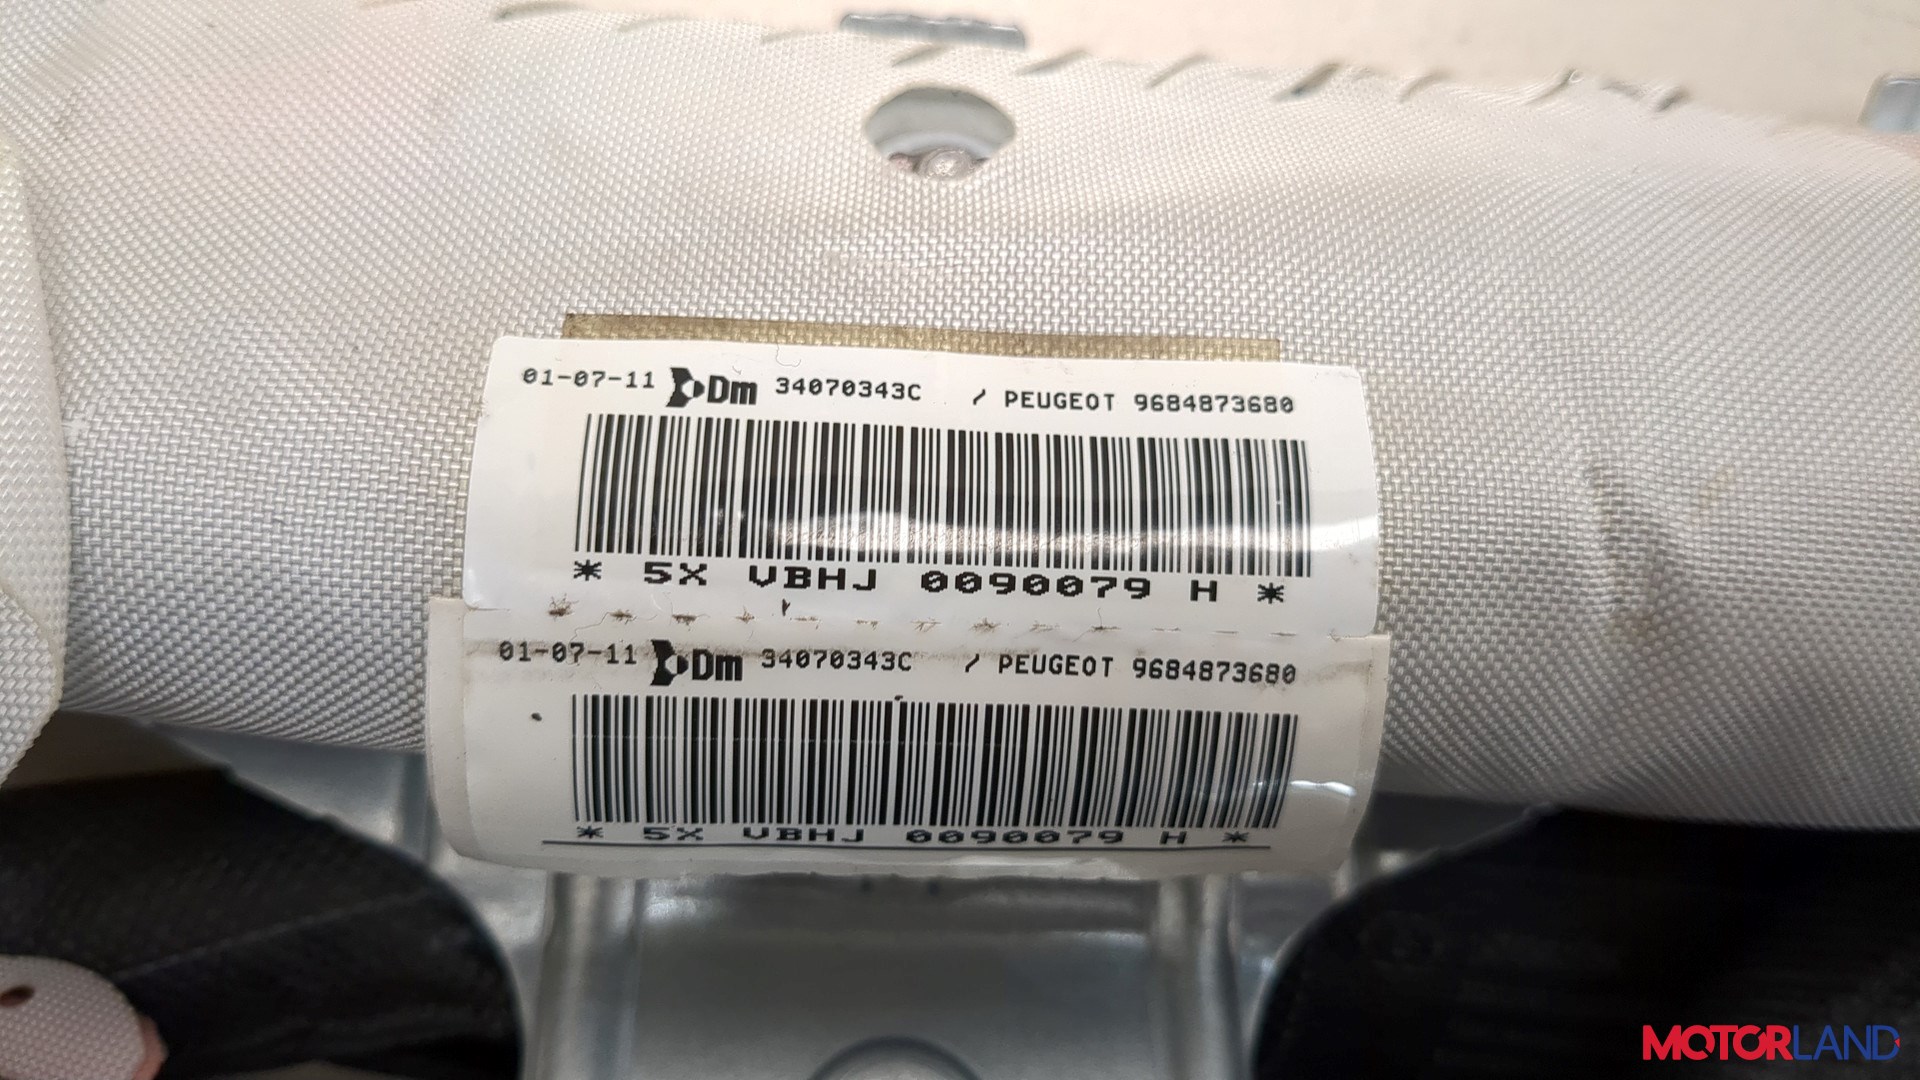 01-07-11 Dm 34070343C / PEUGEOT 9684873680
* 5X VBHJ 0090079 H *
01-07-11 Dm 34070343C / PEUGEOT 9684873680
* 5X VBHJ 0090079 H *
MOTORLAND